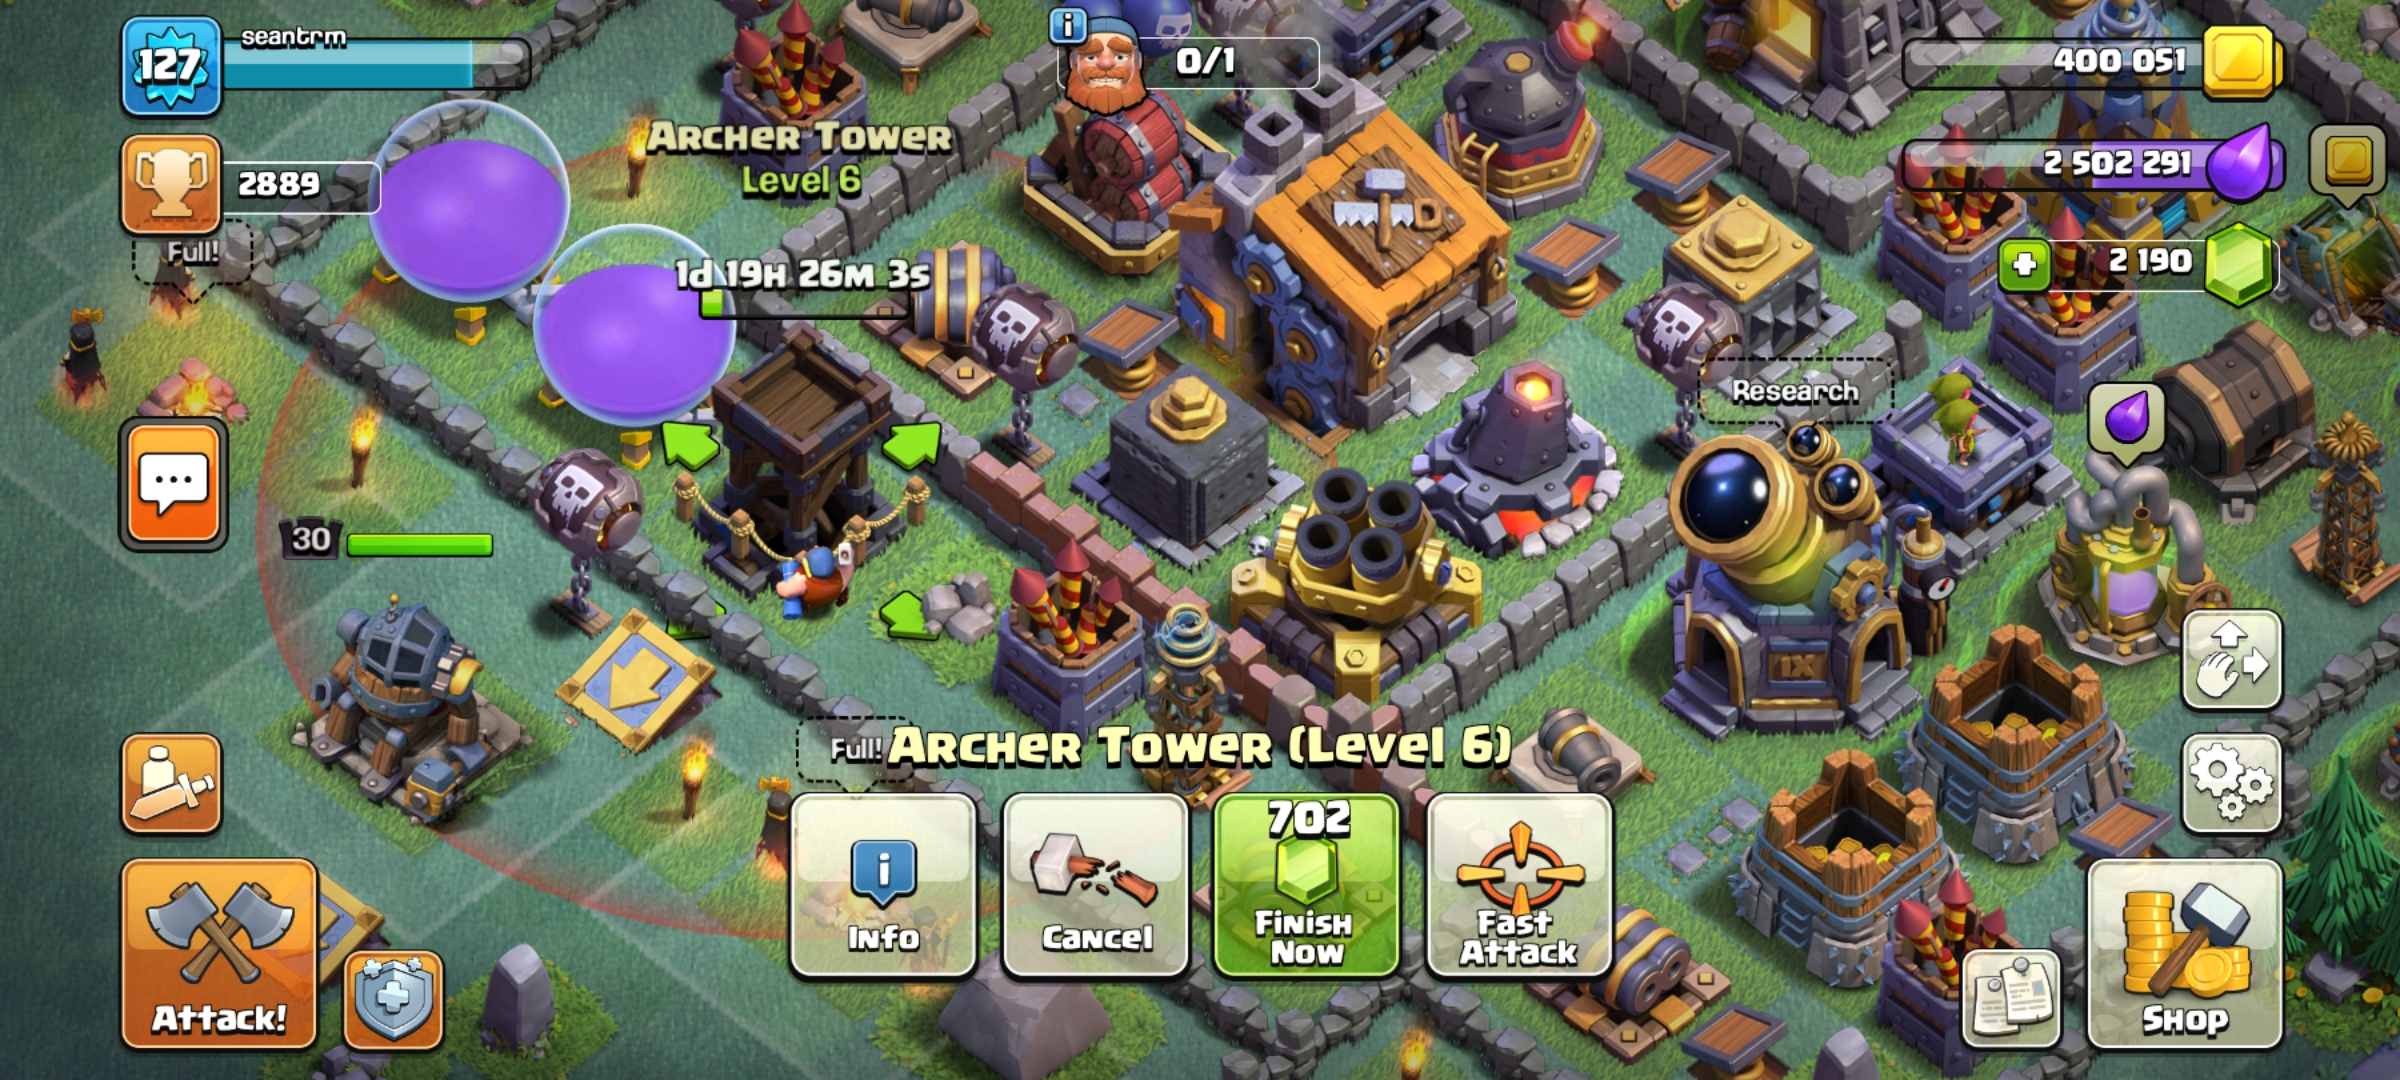 127
seantrm
0/1
400 051
2889
Archer Tower
Level 6
2 502 291
Full!
1d 19H 26M 3s
2 190
Research
30
IX
Full!
Archer Tower (Level 6)
Info
Cancel
702
Finish
Now
Fast
Attack
Attack!
Shop